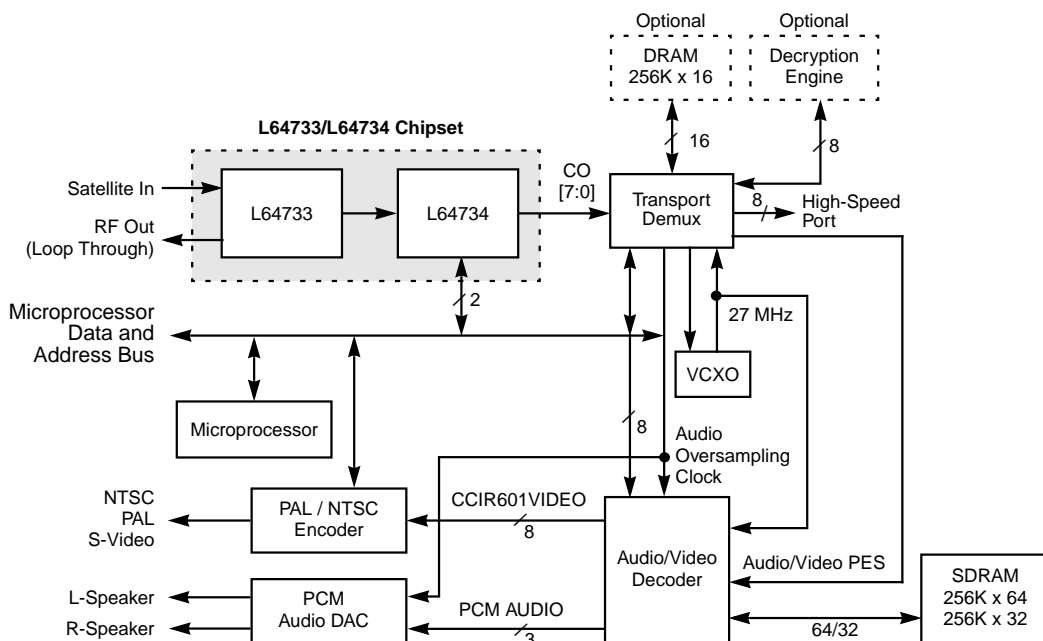 Optional
Optional
DRAM
256K x 16
Decryption
Engine
L64733/L64734 Chipset
16
8
Satellite In
RF Out
(Loop Through)
L64733
L64734
CO
[7:0]
Transport
Demux
8
High-Speed
Port
2
Microprocessor
Data and
Address Bus
27 MHz
VCXO
Microprocessor
8
Audio
Oversampling
Clock
NTSC
PAL
S-Video
PAL / NTSC
Encoder
CCIR601VIDEO
8
Audio/Video
Decoder
Audio/Video PES
SDRAM
256K x 64
256K x 32
L-Speaker
R-Speaker
PCM
Audio DAC
PCM AUDIO
3
64/32